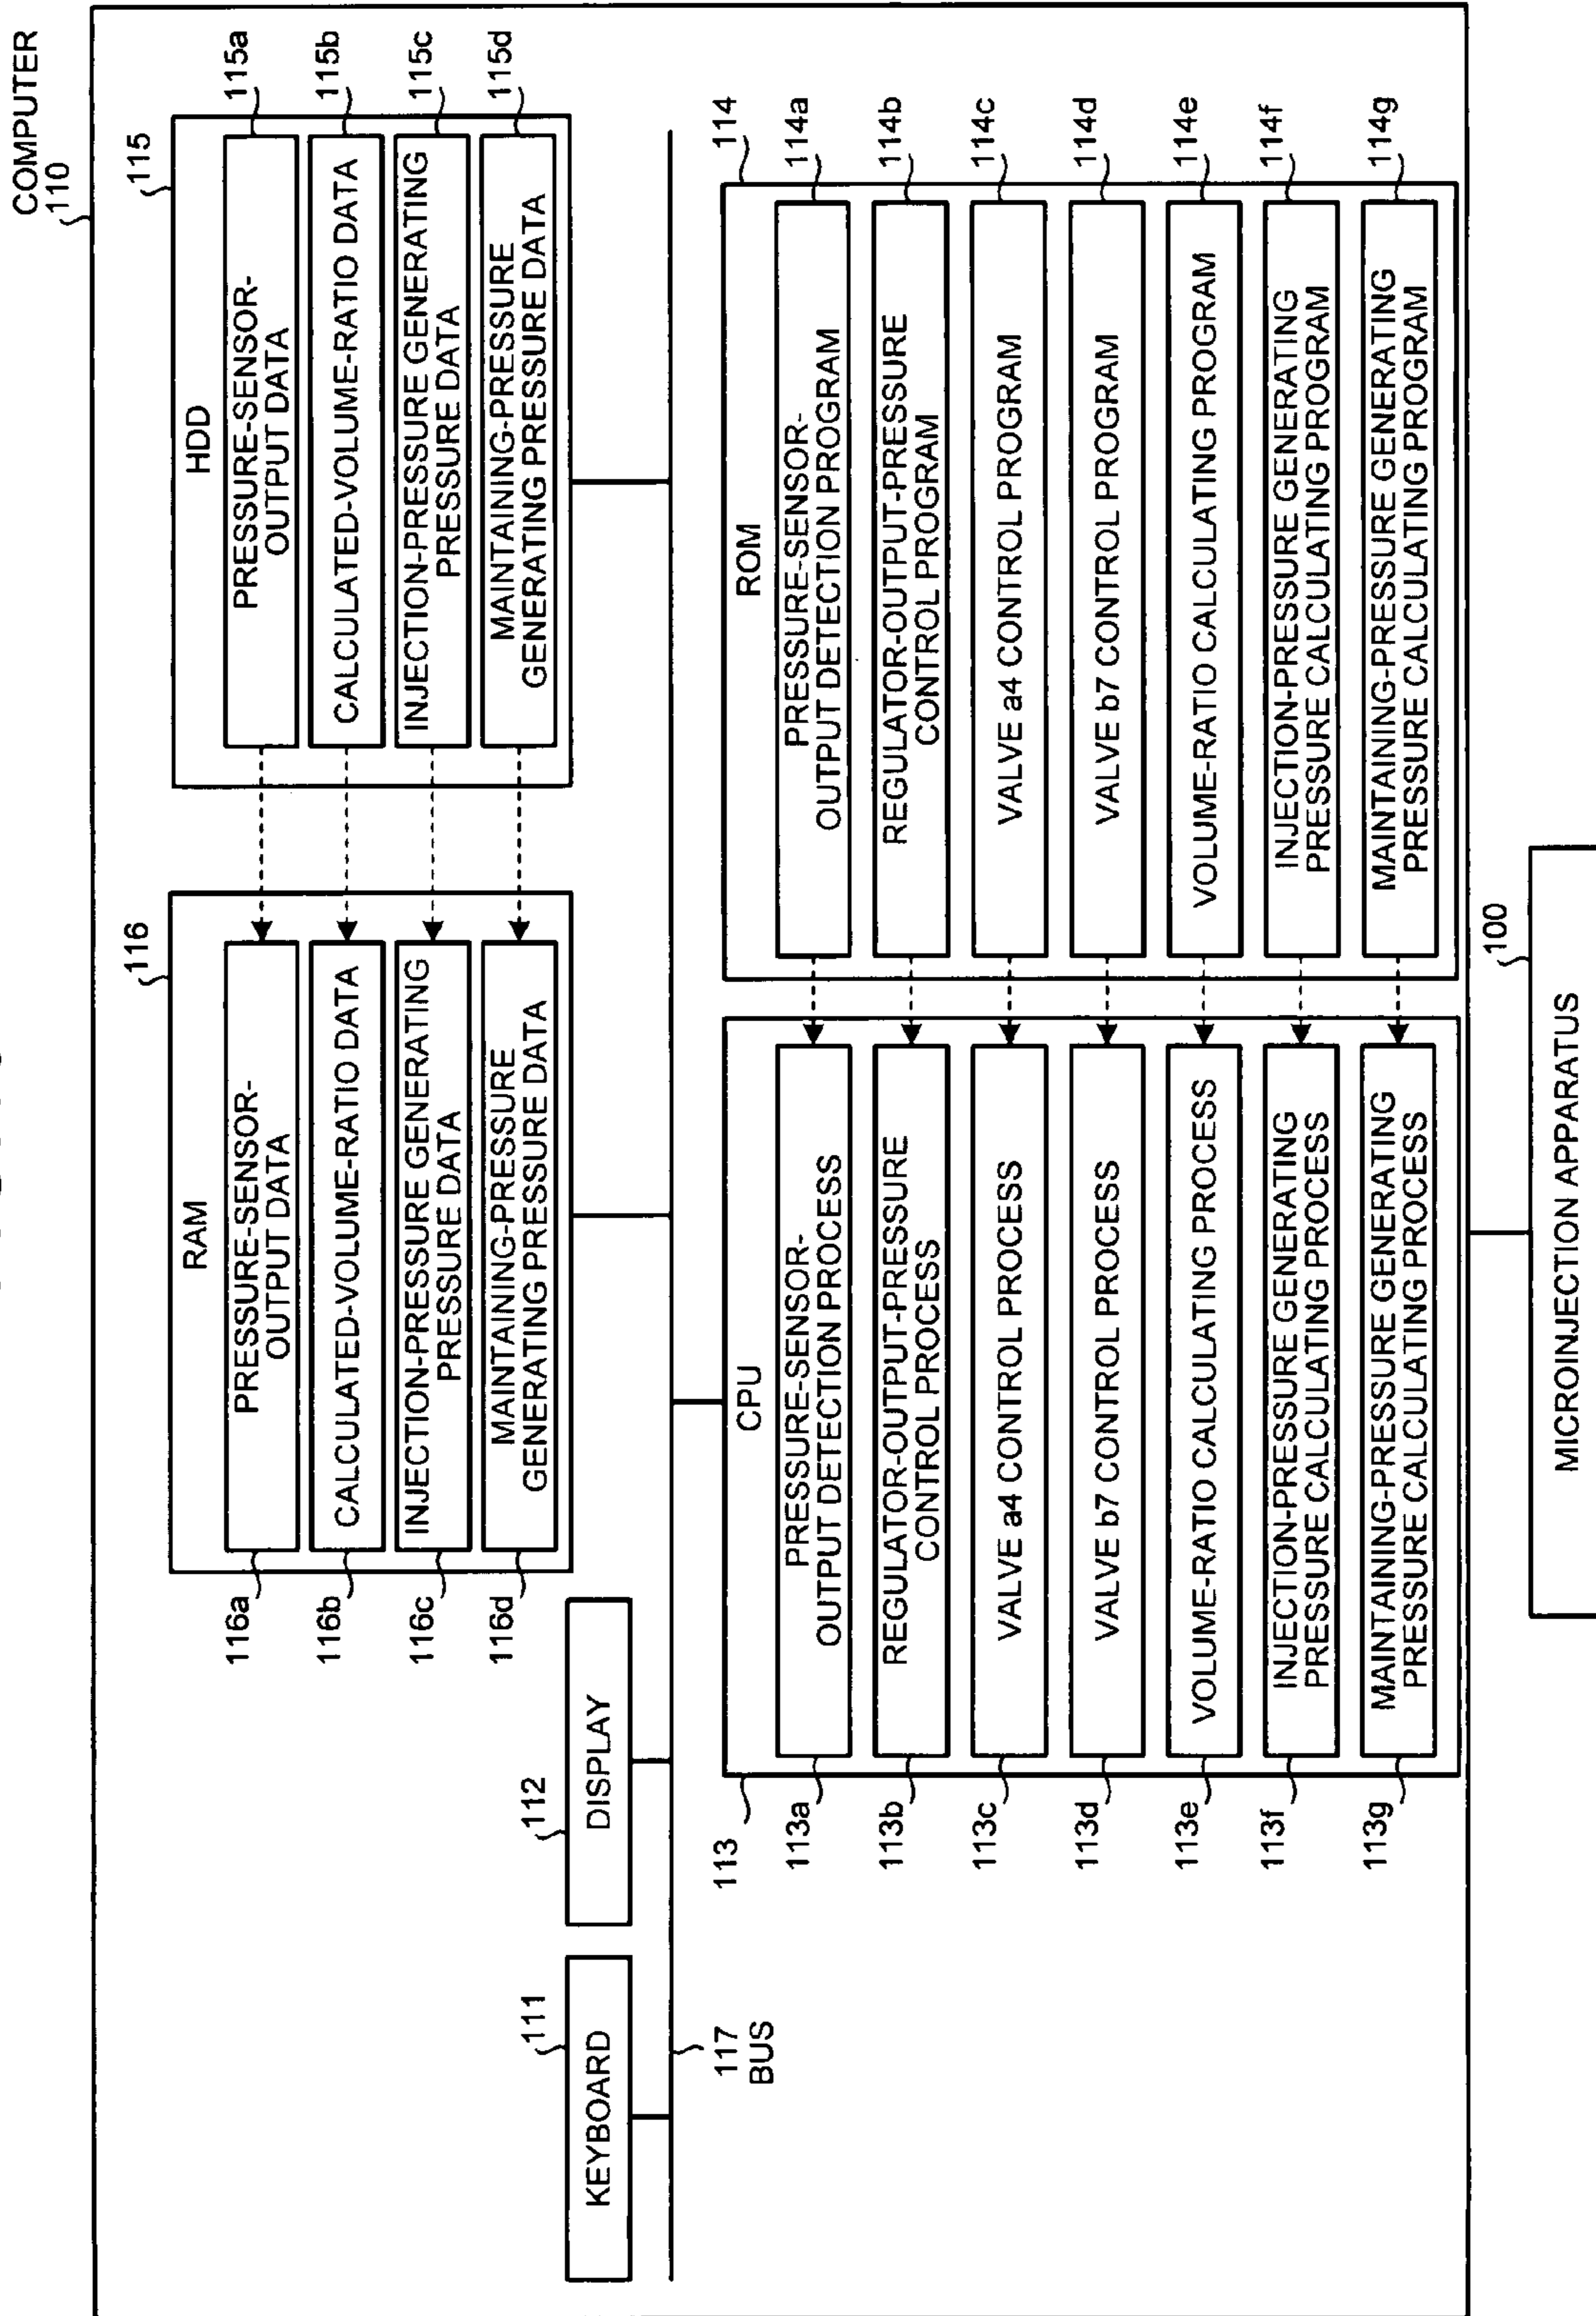 COMPUTER
110
111
KEYBOARD
112
DISPLAY
117
BUS
116
RAM
116a
PRESSURE-SENSOR-
OUTPUT DATA
116b
CALCULATED-VOLUME-RATIO DATA
116c
INJECTION-PRESSURE GENERATING
PRESSURE DATA
116d
MAINTAINING-PRESSURE
GENERATING PRESSURE DATA
115
HDD
PRESSURE-SENSOR-
OUTPUT DATA
115a
CALCULATED-VOLUME-RATIO DATA
115b
INJECTION-PRESSURE GENERATING
PRESSURE DATA
115c
MAINTAINING-PRESSURE
GENERATING PRESSURE DATA
115d
113
CPU
113a
PRESSURE-SENSOR-
OUTPUT DETECTION PROCESS
113b
REGULATOR-OUTPUT-PRESSURE
CONTROL PROCESS
113c
VALVE a4 CONTROL PROCESS
113d
VALVE b7 CONTROL PROCESS
113e
VOLUME-RATIO CALCULATING PROCESS
113f
INJECTION-PRESSURE GENERATING
PRESSURE CALCULATING PROCESS
113g
MAINTAINING-PRESSURE GENERATING
PRESSURE CALCULATING PROCESS
114
ROM
PRESSURE-SENSOR-
OUTPUT DETECTION PROGRAM
114a
REGULATOR-OUTPUT-PRESSURE
CONTROL PROGRAM
114b
VALVE a4 CONTROL PROGRAM
114c
VALVE b7 CONTROL PROGRAM
114d
VOLUME-RATIO CALCULATING PROGRAM
114e
INJECTION-PRESSURE GENERATING
PRESSURE CALCULATING PROGRAM
114f
MAINTAINING-PRESSURE GENERATING
PRESSURE CALCULATING PROGRAM
114g
100
MICROINJECTION APPARATUS